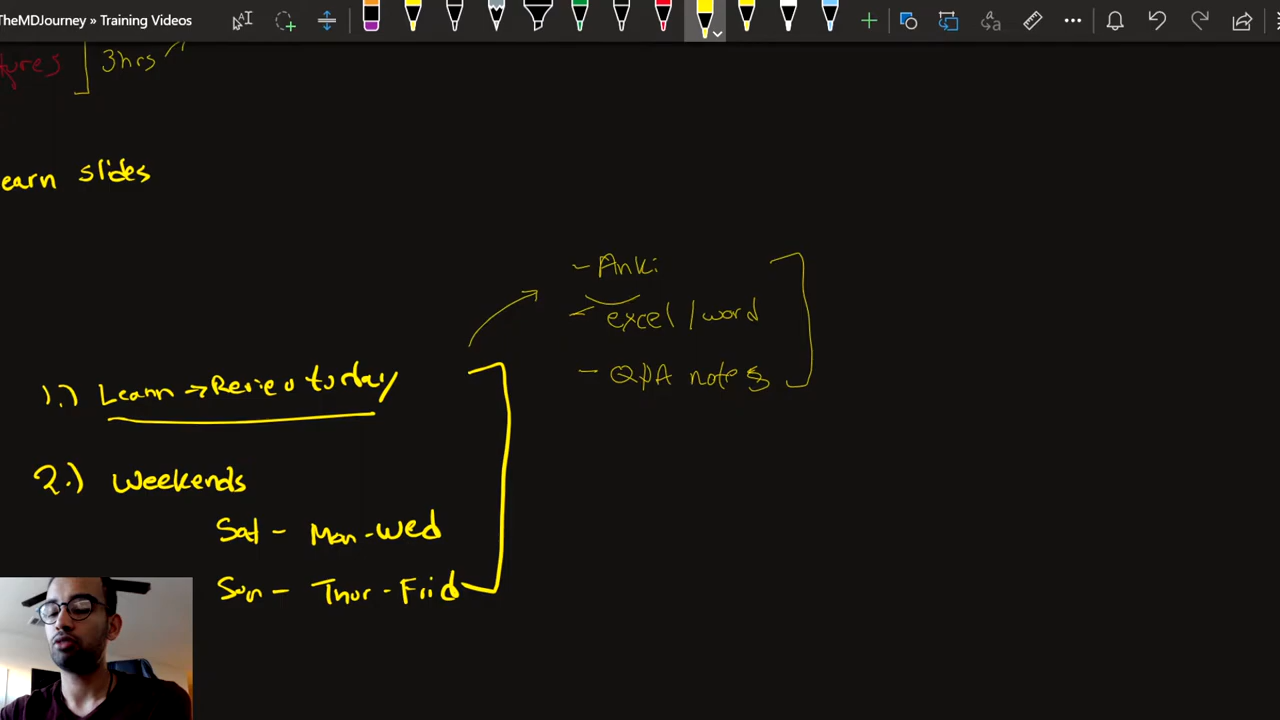 TheMDJourney » Training Videos
tures ] 3hrs
earn slides
- Anki
- excel / word
- Q&A notes
1.) Learn → Review today
2.) Weekends
Sat - Mon - Wed
Sun - Thur - Frid